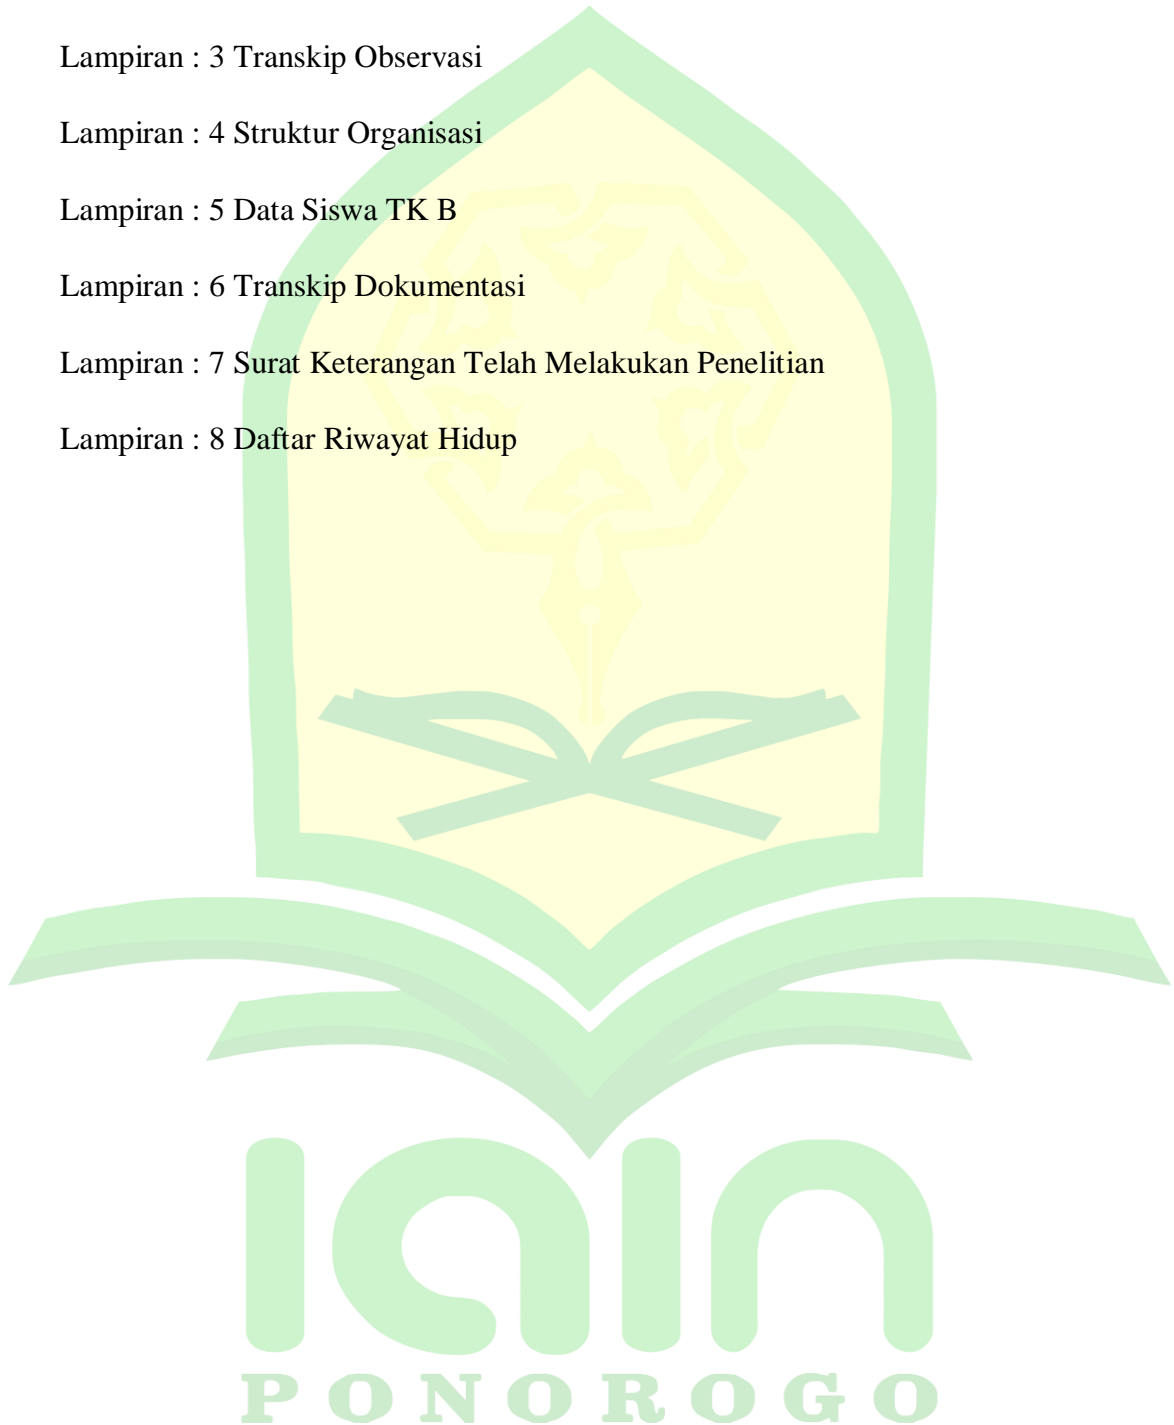 Lampiran : 3 Transkip Observasi
Lampiran : 4 Struktur Organisasi
Lampiran : 5 Data Siswa TK B
Lampiran : 6 Transkip Dokumentasi
Lampiran : 7 Surat Keterangan Telah Melakukan Penelitian
Lampiran : 8 Daftar Riwayat Hidup
iain
PONOROGO